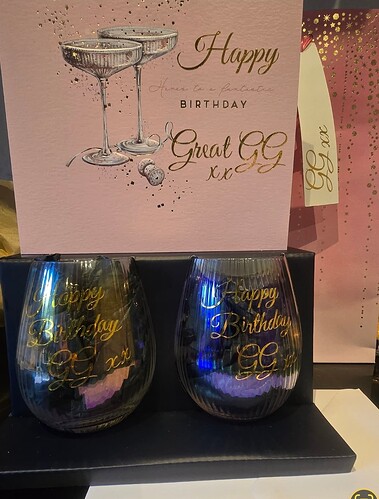 Happy
Here's to a fantastic
BIRTHDAY
Great GG
xx
GG xx
Happy
Birthday
GG xx
Happy
Birthday
GG xx